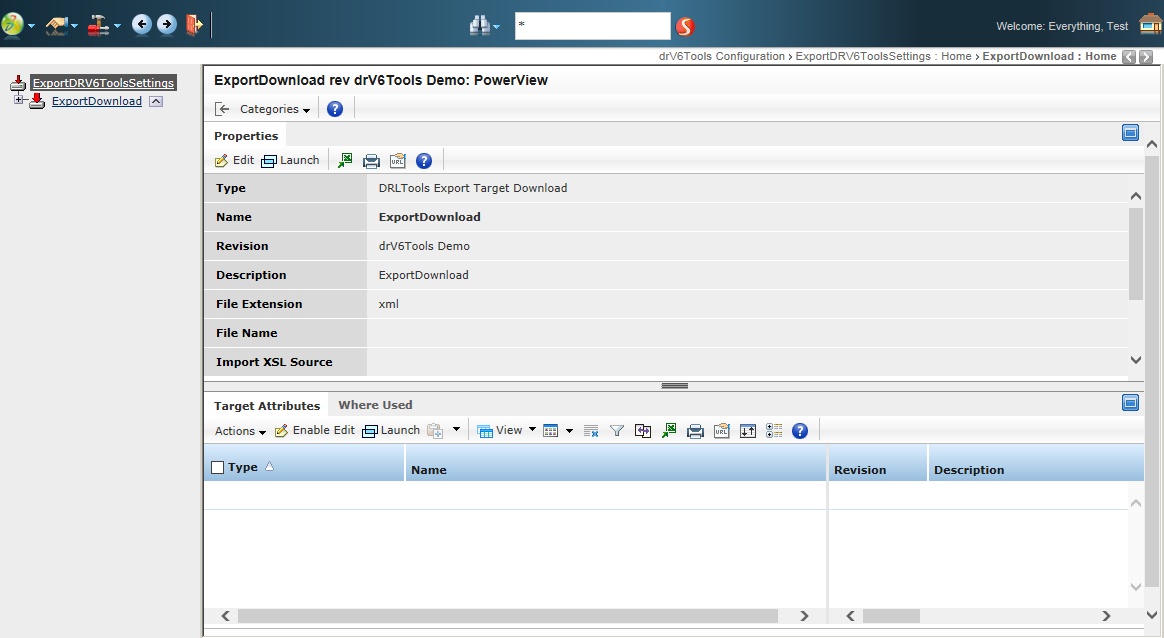 *
Welcome: Everything, Test
drV6Tools Configuration › ExportDRV6ToolsSettings : Home › ExportDownload : Home
ExportDRV6ToolsSettings
ExportDownload
ExportDownload rev drV6Tools Demo: PowerView
Categories
Properties
Edit Launch URL
Type DRLTools Export Target Download
Name ExportDownload
Revision drV6Tools Demo
Description ExportDownload
File Extension xml
File Name
Import XSL Source
Target Attributes Where Used
Actions Enable Edit Launch View URL
Type Name Revision Description